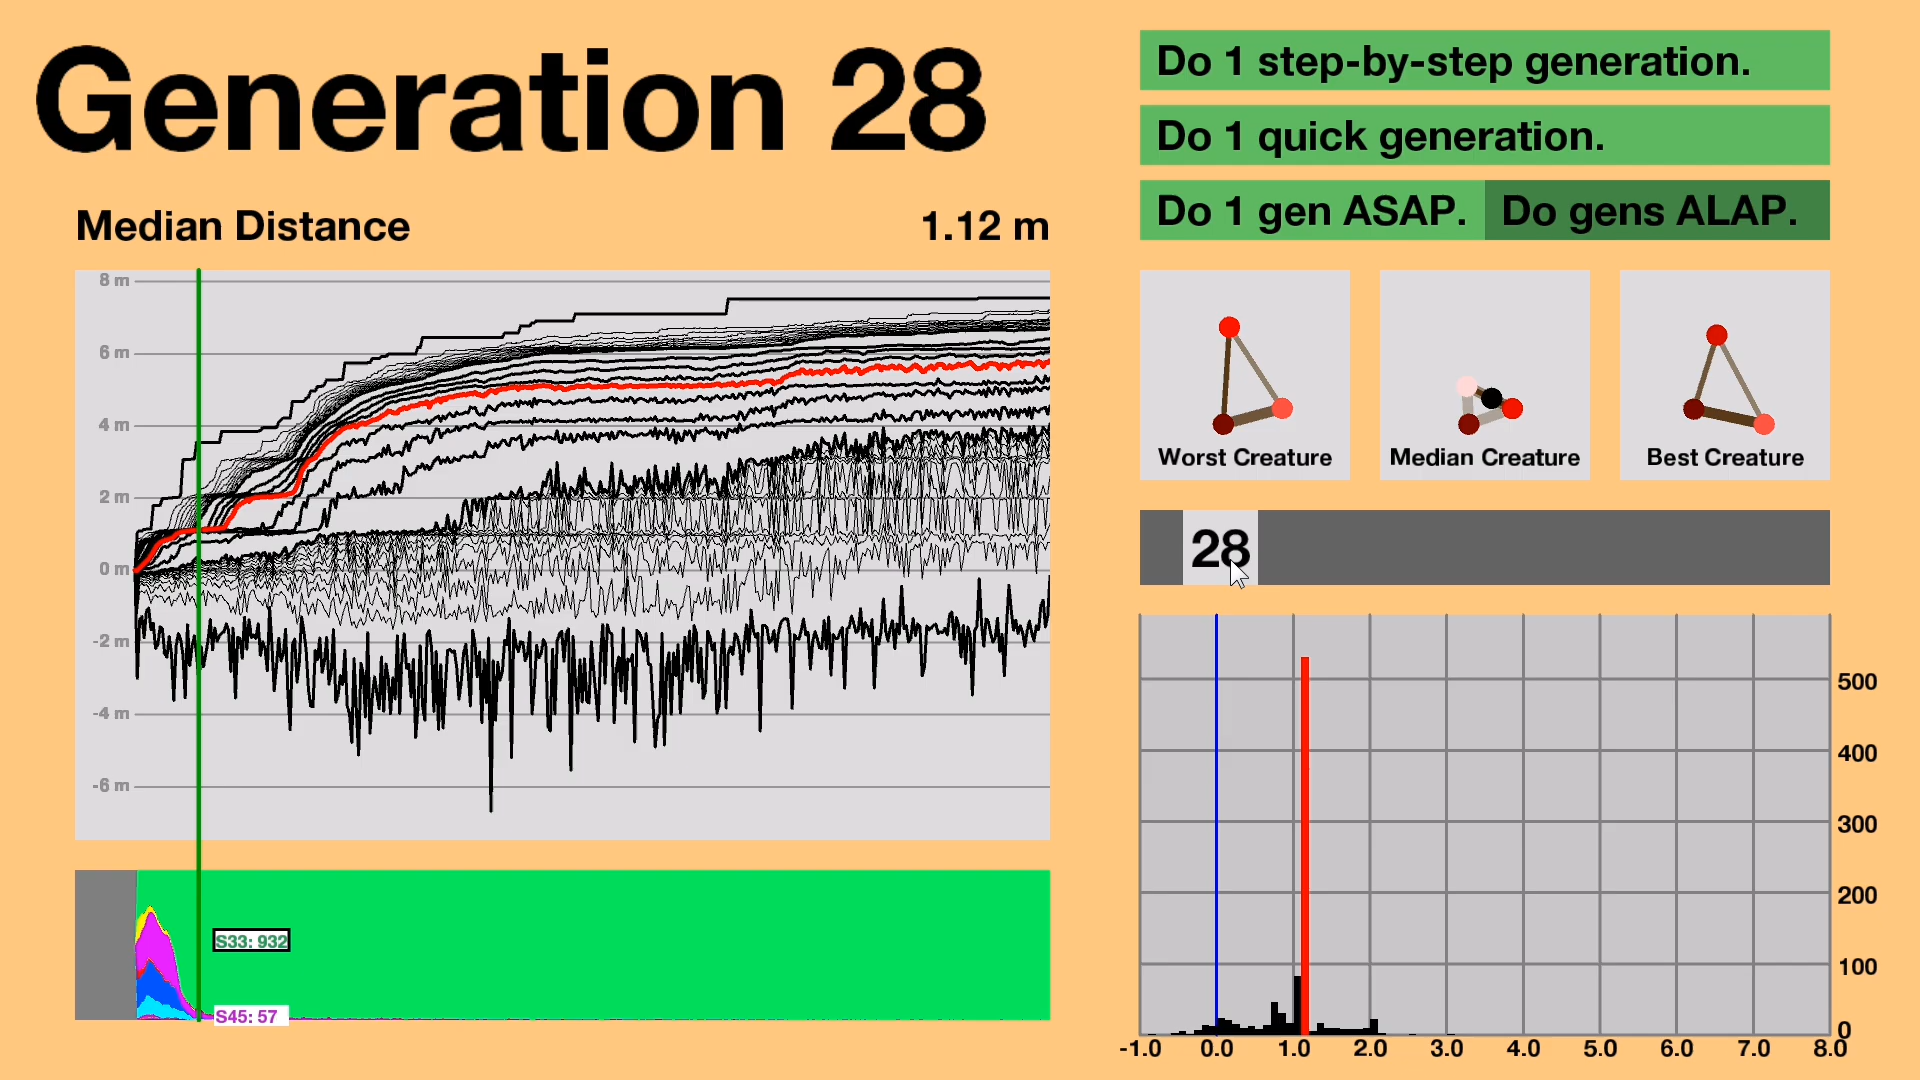 Generation 28
Median Distance 1.12 m
8 m
6 m
4 m
2 m
0 m
-2 m
-4 m
-6 m
S33: 932
S45: 57
Do 1 step-by-step generation.
Do 1 quick generation.
Do 1 gen ASAP. Do gens ALAP.
Worst Creature Median Creature Best Creature
28
500
400
300
200
100
0
-1.0 0.0 1.0 2.0 3.0 4.0 5.0 6.0 7.0 8.0